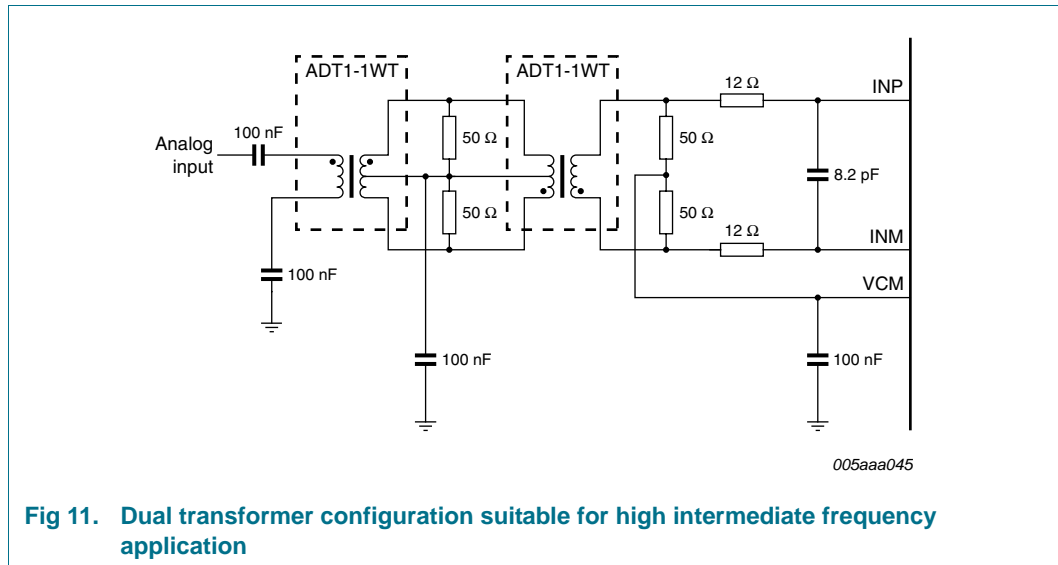 ADT1-1WT
ADT1-1WT
12 Ω
INP
100 nF
Analog
input
50 Ω
50 Ω
8.2 pF
50 Ω
50 Ω
12 Ω
INM
100 nF
VCM
100 nF
100 nF
005aaa045
Fig 11. Dual transformer configuration suitable for high intermediate frequency
application